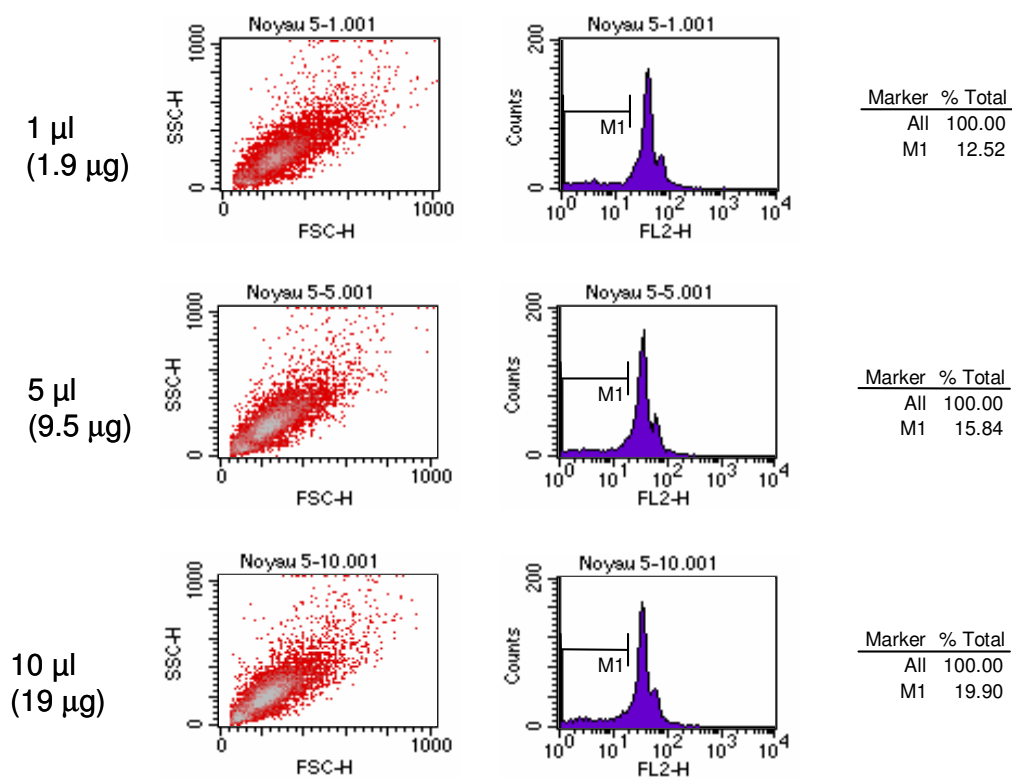 Noyau 5-1.001
Noyau 5-1.001
1000
SSC-H
0
0
1000
FSC-H
200
Counts
0
M1
10^0
10^1
10^2
10^3
10^4
FL2-H
1 µl
(1.9 µg)
Marker % Total
All 100.00
M1 12.52
Noyau 5-5.001
Noyau 5-5.001
1000
SSC-H
0
0
1000
FSC-H
200
Counts
0
M1
10^0
10^1
10^2
10^3
10^4
FL2-H
5 µl
(9.5 µg)
Marker % Total
All 100.00
M1 15.84
Noyau 5-10.001
Noyau 5-10.001
1000
SSC-H
0
0
1000
FSC-H
200
Counts
0
M1
10^0
10^1
10^2
10^3
10^4
FL2-H
10 µl
(19 µg)
Marker % Total
All 100.00
M1 19.90